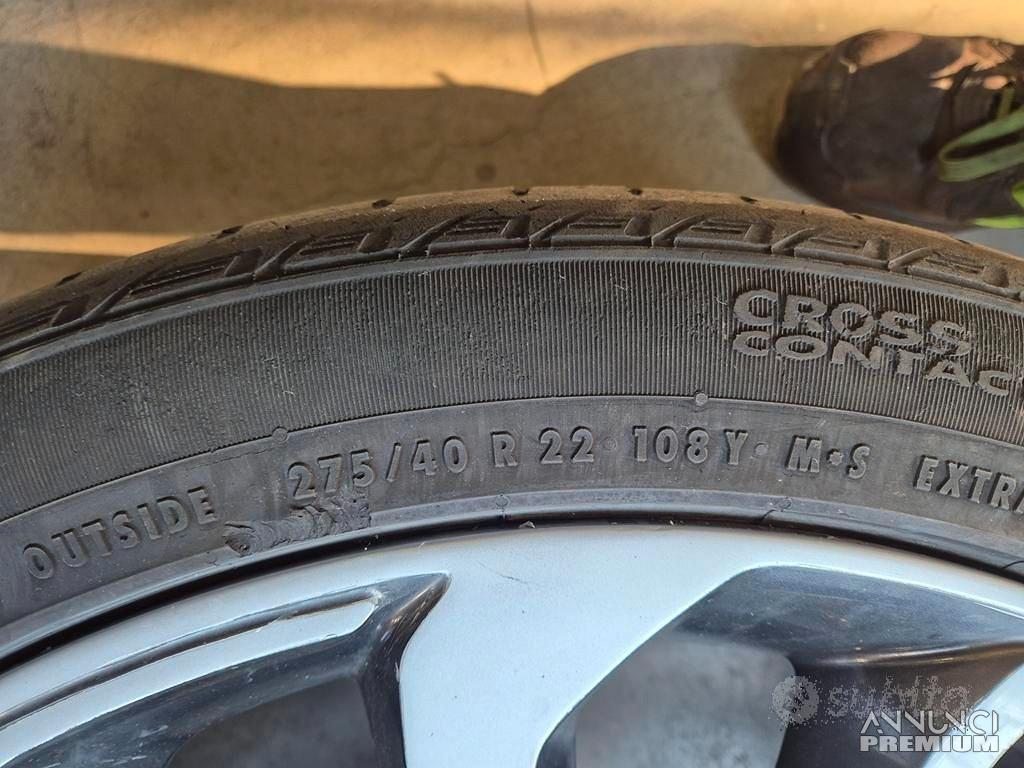 CROSS
CONTAC
OUTSIDE 275/40 R 22 108 Y M+S EXTRA
subito
ANNUNCI
PREMIUM